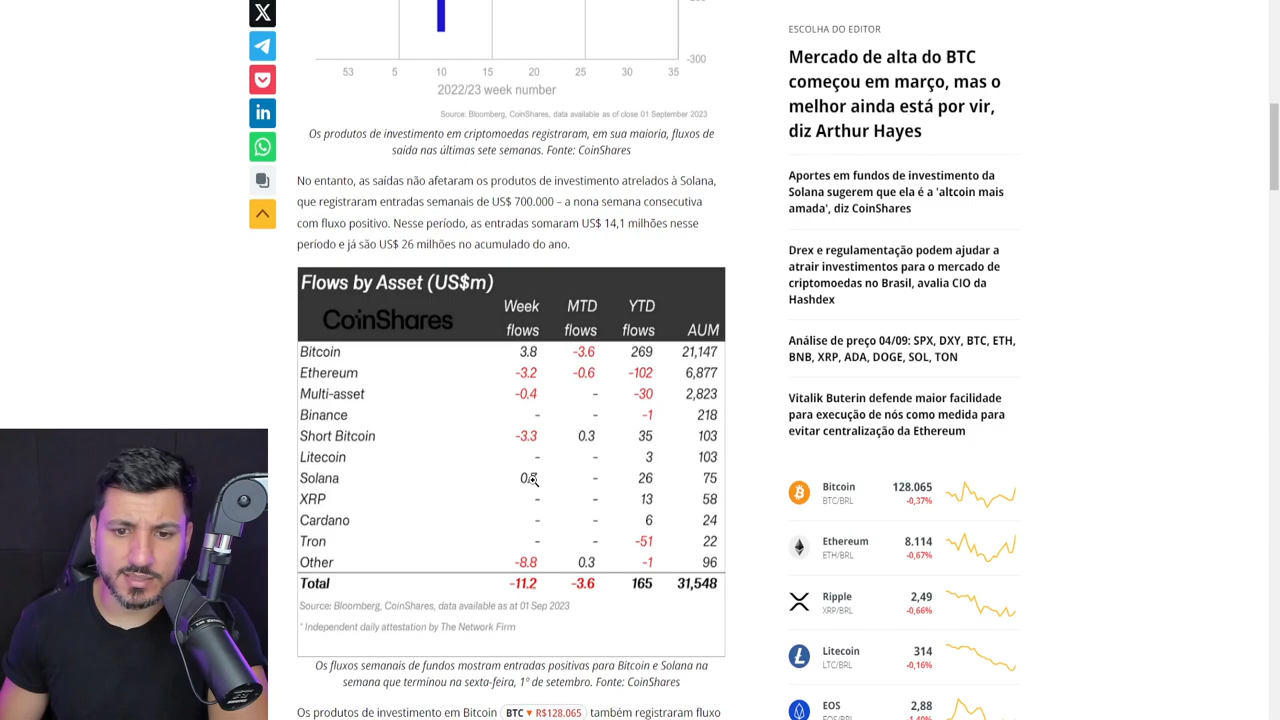 -300
53 5 10 15 20 25 30 35
2022/23 week number
Source: Bloomberg, CoinShares, data available as of close 01 September 2023
Os produtos de investimento em criptomoedas registraram, em sua maioria, fluxos de
saída nas últimas sete semanas. Fonte: CoinShares
No entanto, as saídas não afetaram os produtos de investimento atrelados à Solana,
que registraram entradas semanais de US$ 700.000 – a nona semana consecutiva
com fluxo positivo. Nesse período, as entradas somaram US$ 14,1 milhões nesse
período e já são US$ 26 milhões no acumulado do ano.
Flows by Asset (US$m)
CoinShares
Week flows MTD flows YTD flows AUM
Bitcoin 3.8 -3.6 269 21,147
Ethereum -3.2 -0.6 -102 6,877
Multi-asset -0.4 - -30 2,823
Binance - - -1 218
Short Bitcoin -3.3 0.3 35 103
Litecoin - - 3 103
Solana - 26 75
XRP - - 13 58
Cardano - - 6 24
Tron - - -51 22
Other -8.8 0.3 -1 96
Total -11.2 -3.6 165 31,548
Source: Bloomberg, CoinShares, data available as at 01 Sep 2023
* Independent daily attestation by The Network Firm
Os fluxos semanais de fundos mostram entradas positivas para Bitcoin e Solana na
semana que terminou na sexta-feira, 1º de setembro. Fonte: CoinShares
Os produtos de investimento em Bitcoin BTC ▼ R$128.065 também registraram fluxo
ESCOLHA DO EDITOR
Mercado de alta do BTC
começou em março, mas o
melhor ainda está por vir,
diz Arthur Hayes
Aportes em fundos de investimento da
Solana sugerem que ela é a 'altcoin mais
amada', diz CoinShares
Drex e regulamentação podem ajudar a
atrair investimentos para o mercado de
criptomoedas no Brasil, avalia CIO da
Hashdex
Análise de preço 04/09: SPX, DXY, BTC, ETH,
BNB, XRP, ADA, DOGE, SOL, TON
Vitalik Buterin defende maior facilidade
para execução de nós como medida para
evitar centralização da Ethereum
Bitcoin 128.065
BTC/BRL -0,37%
Ethereum 8.114
ETH/BRL -0,67%
Ripple 2,49
XRP/BRL -0,66%
Litecoin 314
LTC/BRL -0,16%
EOS 2,88